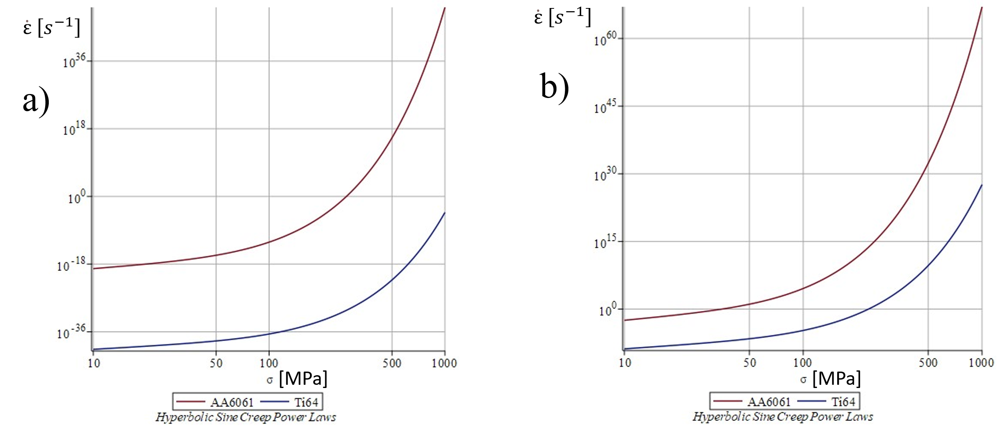 ε̇ [s⁻¹]
a)
10³⁶
10¹⁸
10⁰
10⁻¹⁸
10⁻³⁶
10 50 100 500 1000
σ [MPa]
AA6061 Ti64
Hyperbolic Sine Creep Power Laws
ε̇ [s⁻¹]
b)
10⁶⁰
10⁴⁵
10³⁰
10¹⁵
10⁰
10 50 100 500 1000
σ [MPa]
AA6061 Ti64
Hyperbolic Sine Creep Power Laws